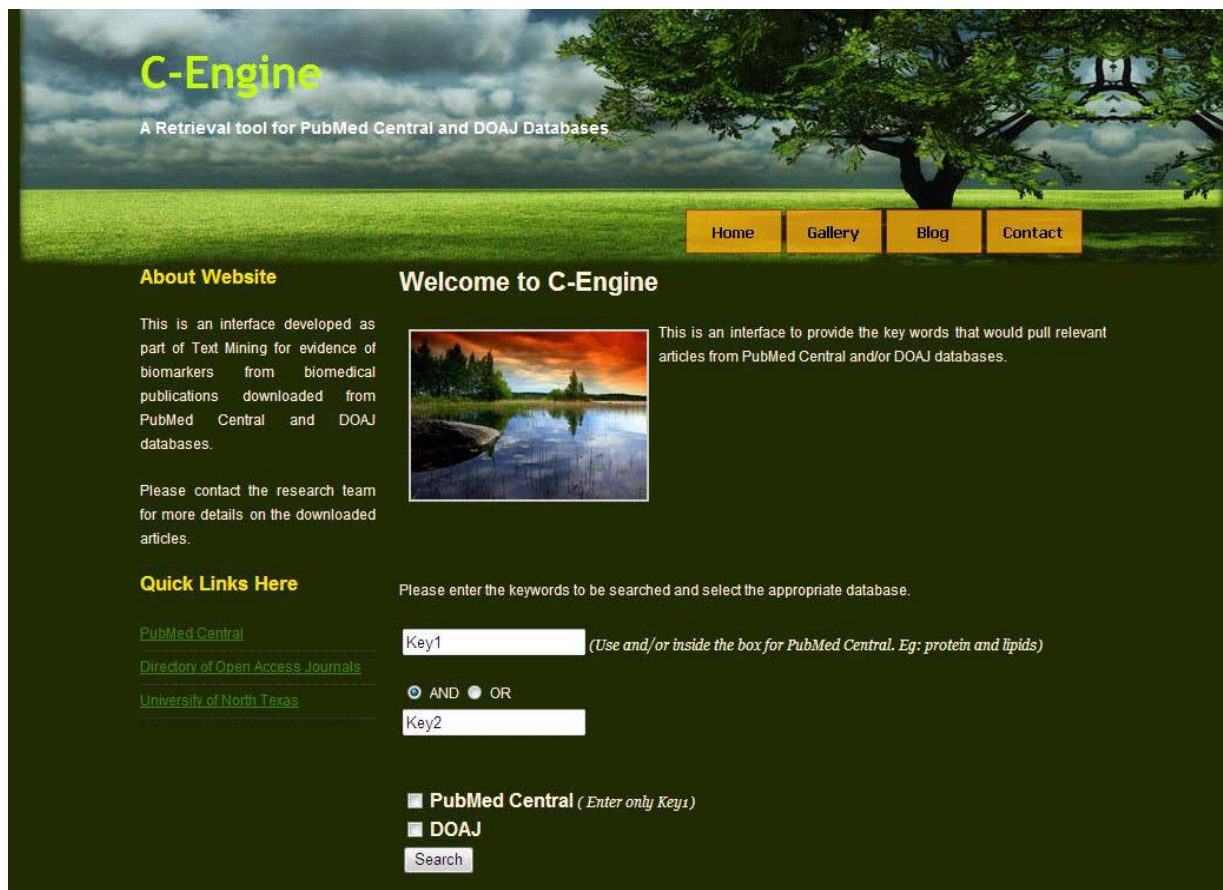 C-Engine
A Retrieval tool for PubMed Central and DOAJ Databases
Home Gallery Blog Contact
About Website
This is an interface developed as
part of Text Mining for evidence of
biomarkers from biomedical
publications downloaded from
PubMed Central and DOAJ
databases.
Please contact the research team
for more details on the downloaded
articles.
Quick Links Here
PubMed Central
Directory of Open Access Journals
University of North Texas
Welcome to C-Engine
This is an interface to provide the key words that would pull relevant
articles from PubMed Central and/or DOAJ databases.
Please enter the keywords to be searched and select the appropriate database.
Key1 (Use and/or inside the box for PubMed Central. Eg: protein and lipids)
AND OR
Key2
PubMed Central ( Enter only Key1)
DOAJ
Search